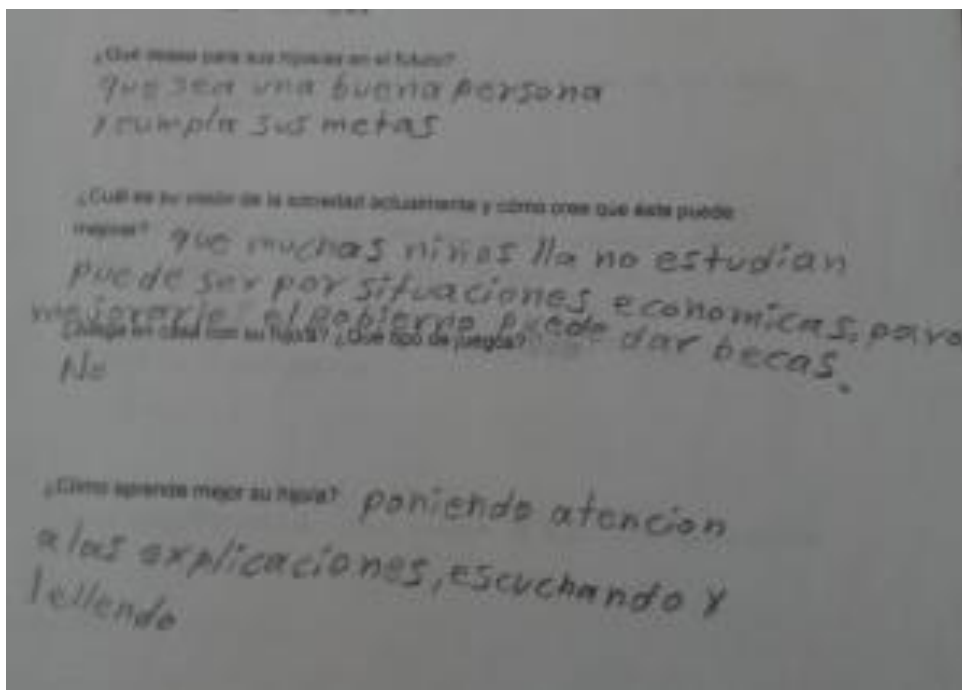 ¿Qué desea para sus hijos/as en el futuro?
que sea una buena persona
y cumpla sus metas
¿Cuál es su visión de la sociedad actualmente y cómo cree que ésta puede
mejorar? que muchas niños lla no estudian
puede ser por situaciones economicas, para
mejorarlo el gobierno puede dar becas.
¿Juega en casa con su hijo/a? ¿Qué tipo de juegos?
No
¿Cómo aprende mejor su hijo/a? poniendo atencion
a las explicaciones, escuchando y
lellendo